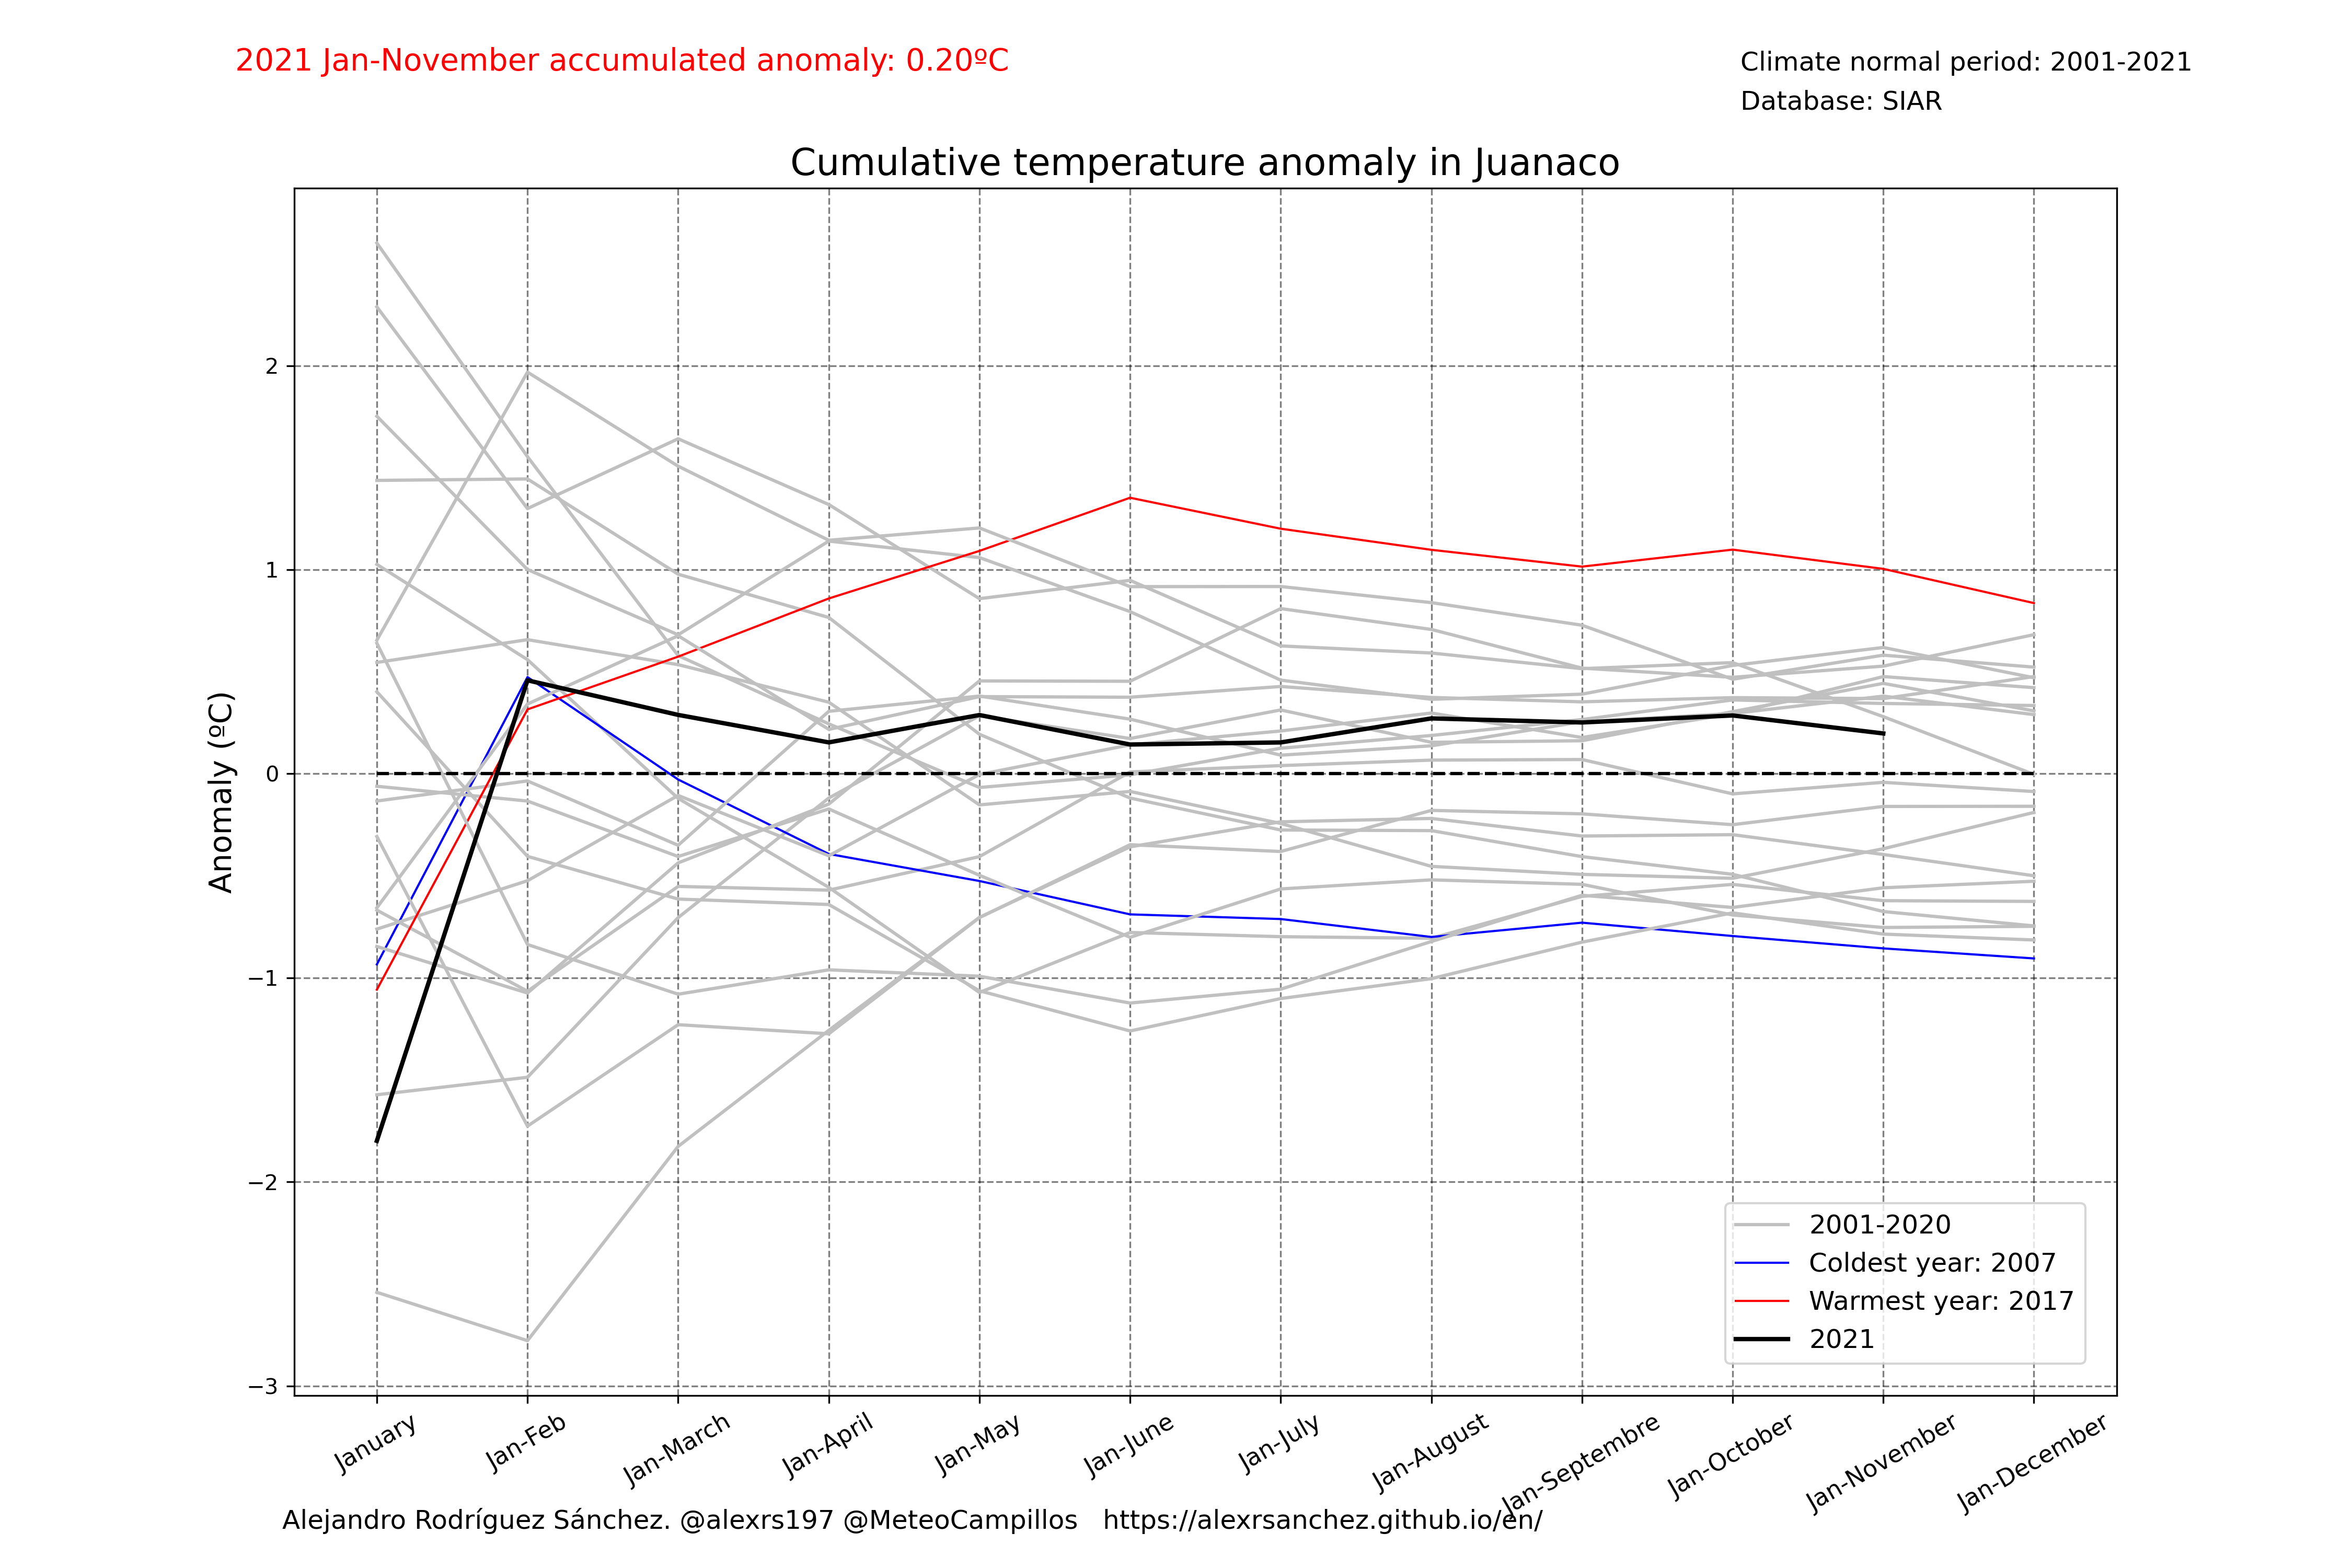 2021 Jan-November accumulated anomaly: 0.20ºC
Climate normal period: 2001-2021
Database: SIAR
Cumulative temperature anomaly in Juanaco
Anomaly (ºC)
2
1
0
−1
−2
−3
2001-2020
Coldest year: 2007
Warmest year: 2017
2021
January
Jan-Feb
Jan-March
Jan-April
Jan-May
Jan-June
Jan-July
Jan-August
Jan-Septembre
Jan-October
Jan-November
Jan-December
Alejandro Rodríguez Sánchez. @alexrs197 @MeteoCampillos   https://alexrsanchez.github.io/en/